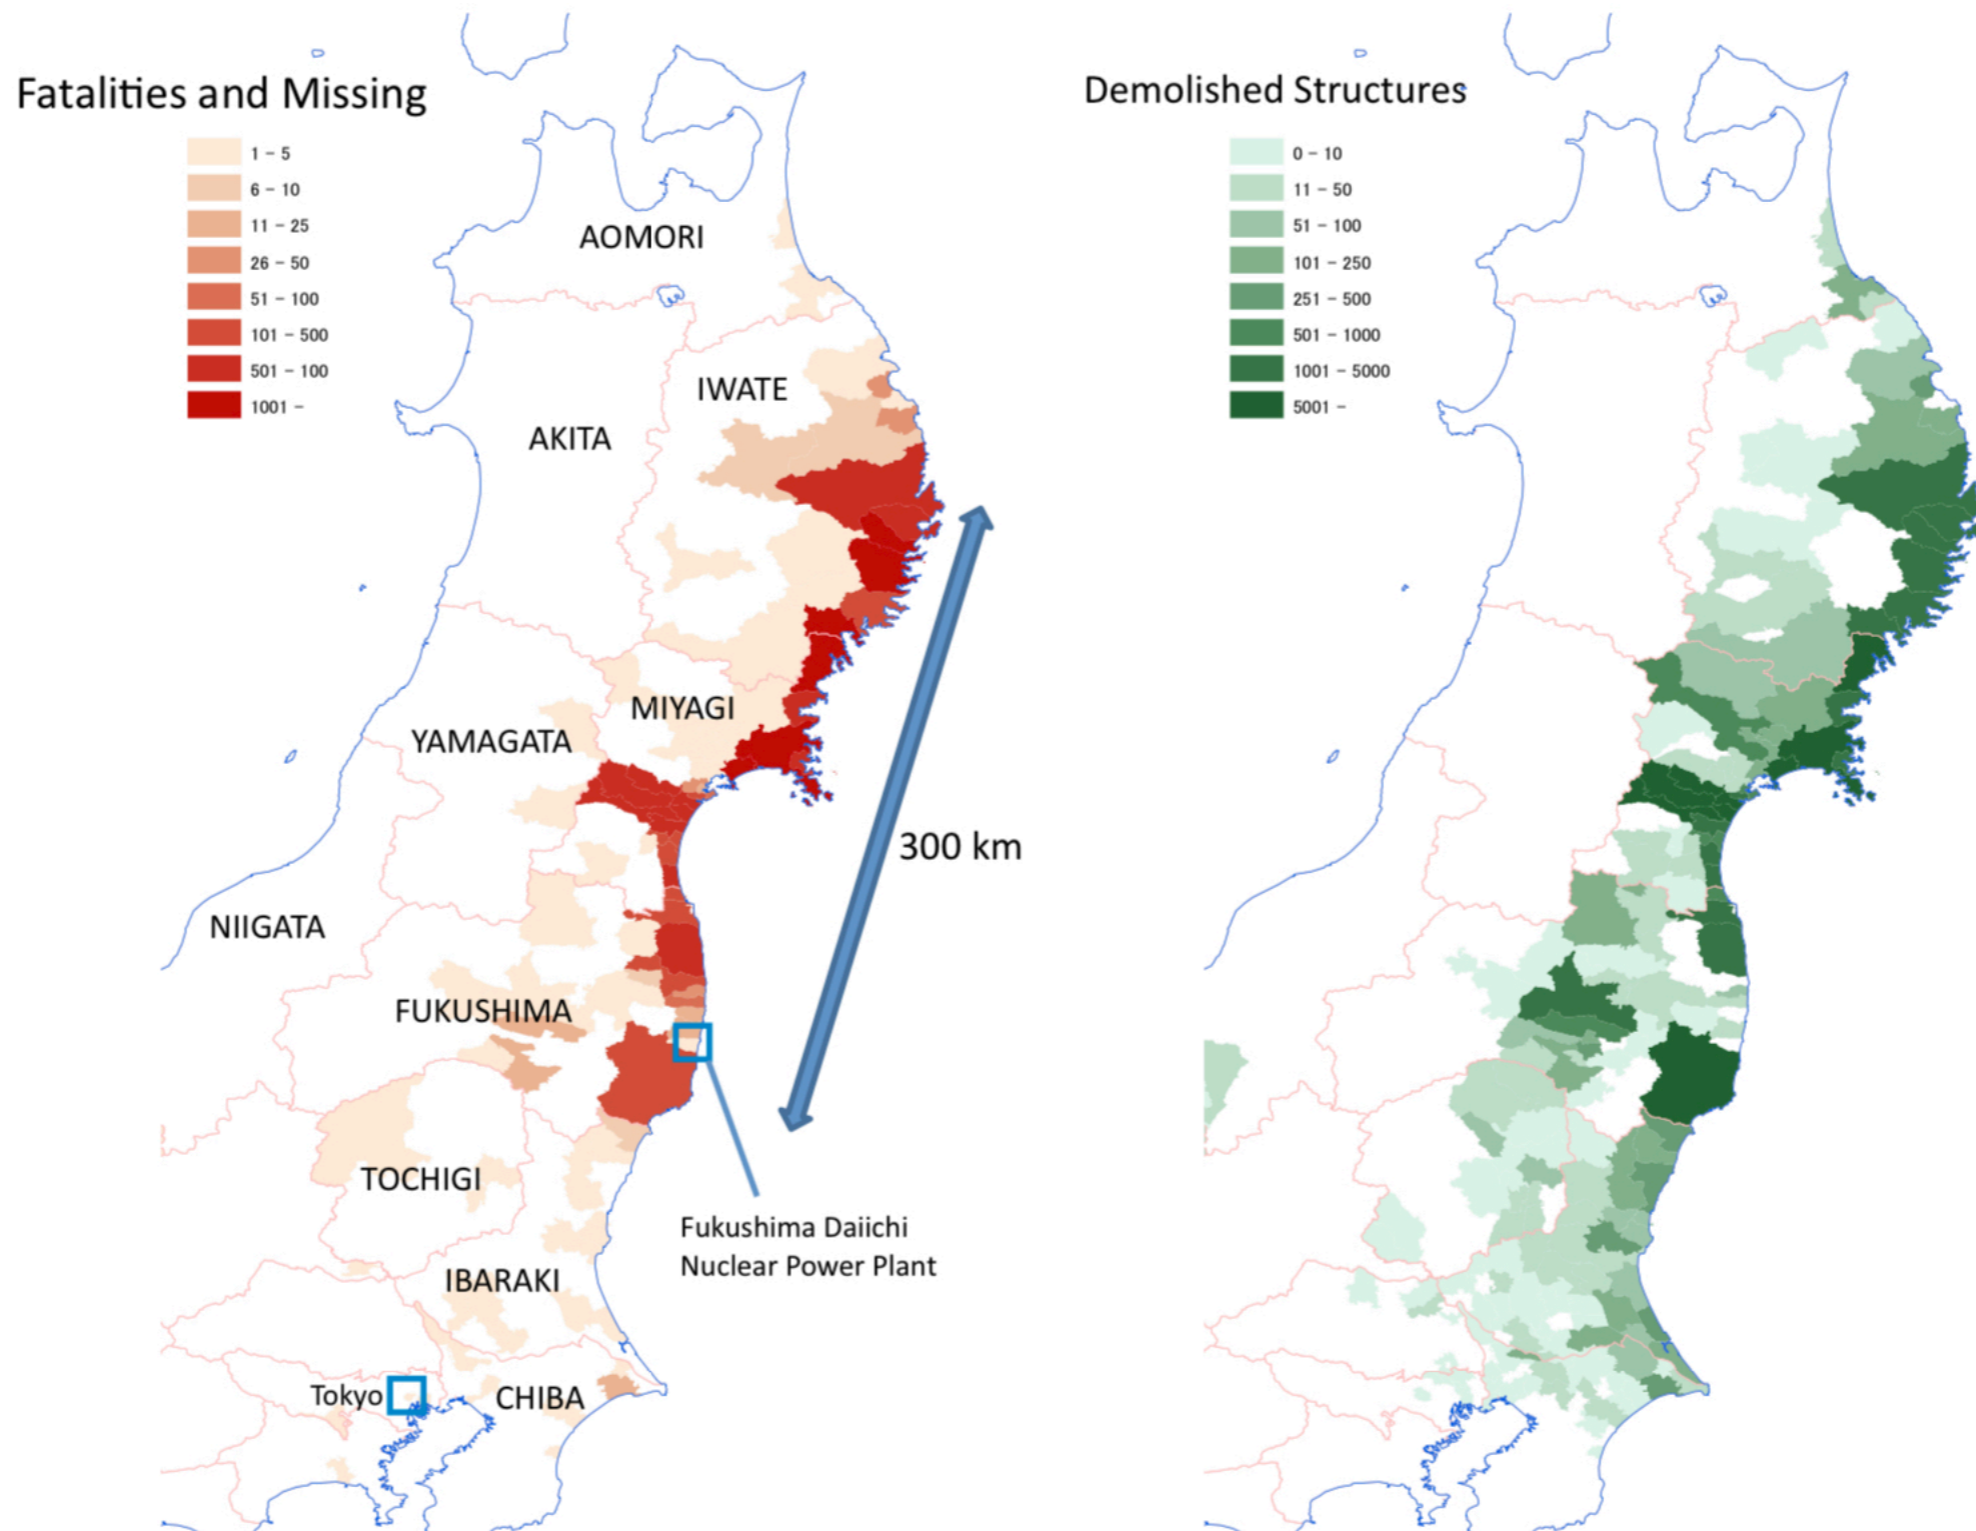 Fatalities and Missing
1 – 5
6 – 10
11 – 25
26 – 50
51 – 100
101 – 500
501 – 100
1001 –
AOMORI
IWATE
AKITA
MIYAGI
YAMAGATA
300 km
NIIGATA
FUKUSHIMA
TOCHIGI
Fukushima Daiichi
Nuclear Power Plant
IBARAKI
Tokyo
CHIBA
Demolished Structures
0 – 10
11 – 50
51 – 100
101 – 250
251 – 500
501 – 1000
1001 – 5000
5001 –